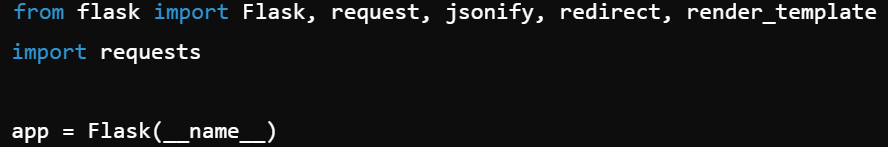 from flask import Flask, request, jsonify, redirect, render_template
import requests
app = Flask(__name__)